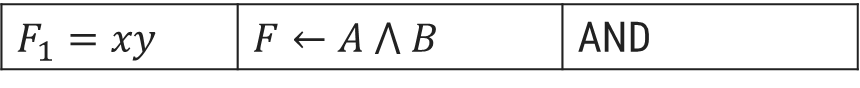 F₁ = xy F ← A ⋀ B AND